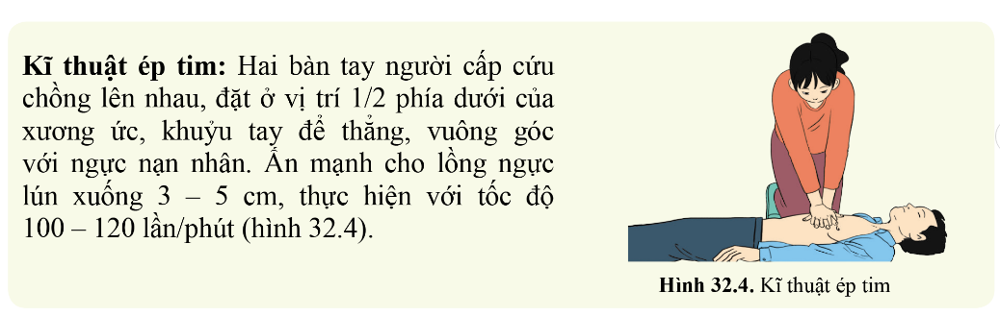 Kĩ thuật ép tim: Hai bàn tay người cấp cứu
chồng lên nhau, đặt ở vị trí 1/2 phía dưới của
xương ức, khuỷu tay để thẳng, vuông góc
với ngực nạn nhân. Ấn mạnh cho lồng ngực
lún xuống 3 – 5 cm, thực hiện với tốc độ
100 – 120 lần/phút (hình 32.4).
Hình 32.4. Kĩ thuật ép tim